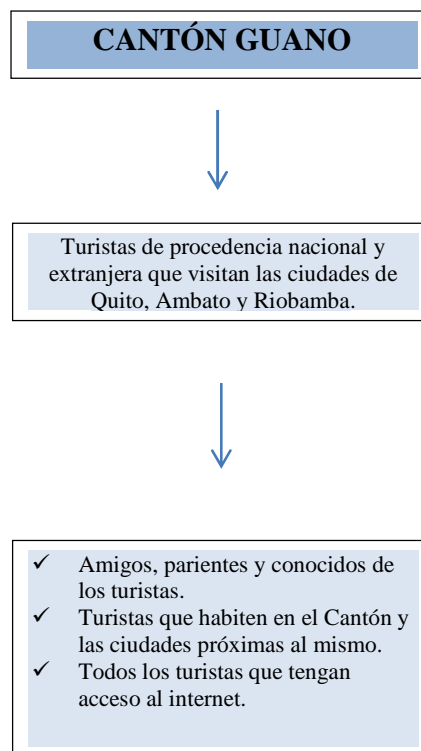 CANTÓN GUANO
Turistas de procedencia nacional y
extranjera que visitan las ciudades de
Quito, Ambato y Riobamba.
✓ Amigos, parientes y conocidos de
los turistas.
✓ Turistas que habiten en el Cantón y
las ciudades próximas al mismo.
✓ Todos los turistas que tengan
acceso al internet.